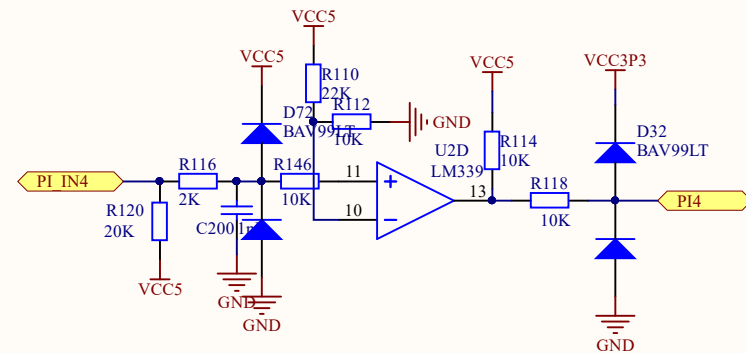 VCC5
VCC5
VCC5
VCC3P3
R110
22K
R112
10K
GND
D72
BAV99LT
U2D
LM339
R114
10K
D32
BAV99LT
PI_IN4
R116
2K
R146
10K
11
10
13
R118
10K
PI4
R120
20K
C200
VCC5
GND
GND
GND